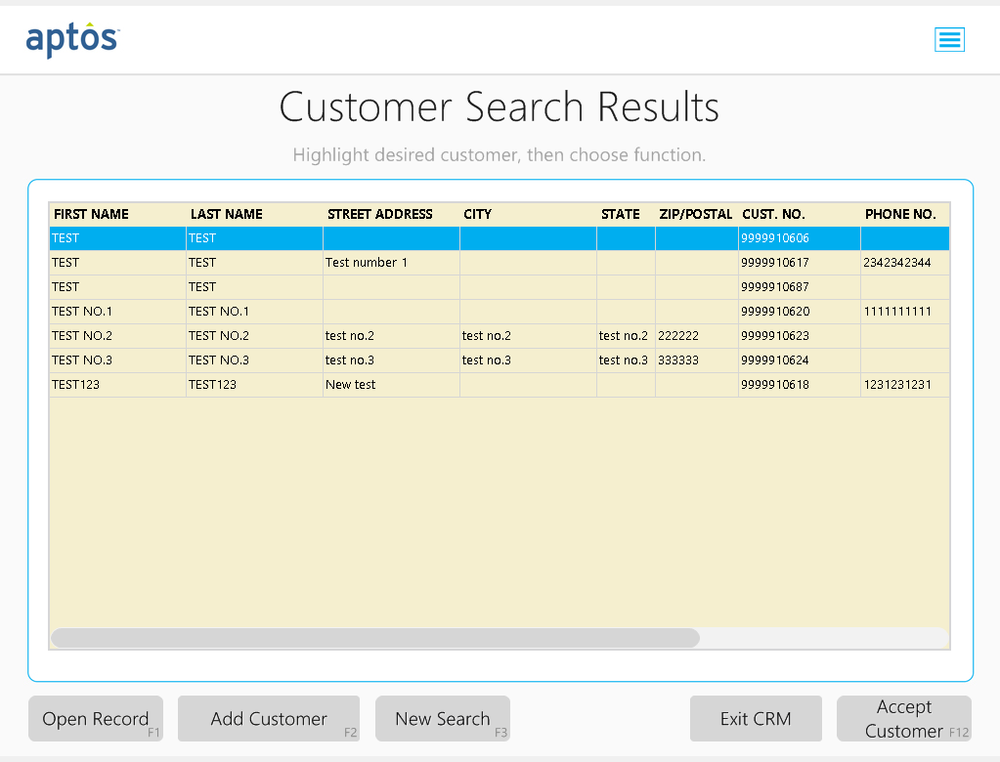 aptos
Customer Search Results
Highlight desired customer, then choose function.
FIRST NAME LAST NAME STREET ADDRESS CITY STATE ZIP/POSTAL CUST. NO. PHONE NO.
TEST TEST 9999910606
TEST TEST Test number 1 9999910617 2342342344
TEST TEST 9999910687
TEST NO.1 TEST NO.1 9999910620 1111111111
TEST NO.2 TEST NO.2 test no.2 test no.2 test no.2 222222 9999910623
TEST NO.3 TEST NO.3 test no.3 test no.3 test no.3 333333 9999910624
TEST123 TEST123 New test 9999910618 1231231231
Open Record F1
Add Customer F2
New Search F3
Exit CRM
Accept
Customer F12